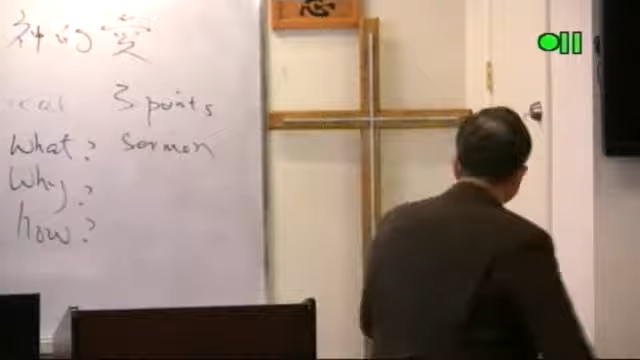 神的
3 points
What? Sermon
Why?
how?